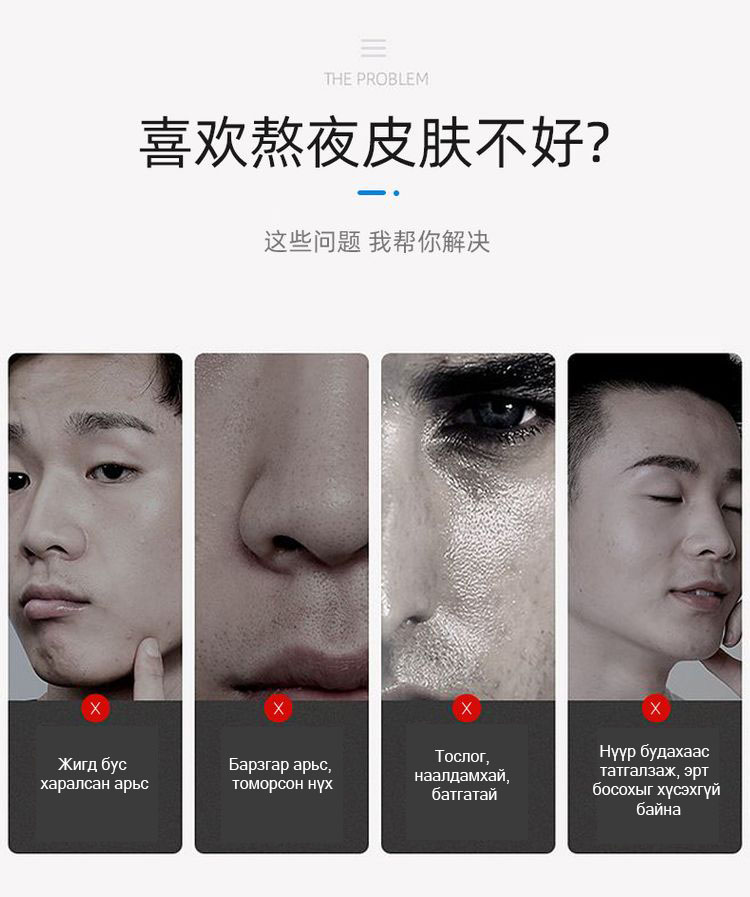 THE PROBLEM
喜欢熬夜皮肤不好?
这些问题 我帮你解决
X
X
X
X
Жигд бус
харалсан арьс
Барзгар арьс,
томорсон нүх
Тослог,
наалдамхай,
батгатай
Нүүр будахаас
татгалзаж, эрт
босохыг хүсэхгүй
байна